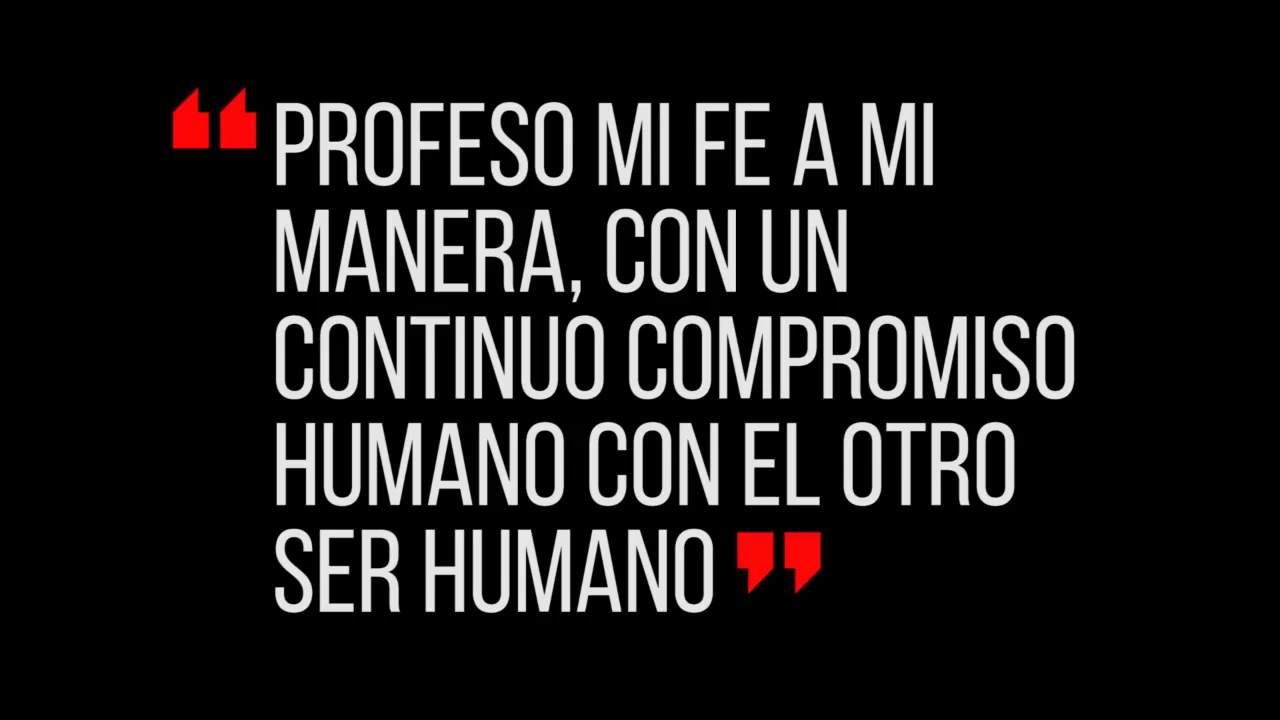 “PROFESO MI FE A MI
MANERA, CON UN
CONTINUO COMPROMISO
HUMANO CON EL OTRO
SER HUMANO”